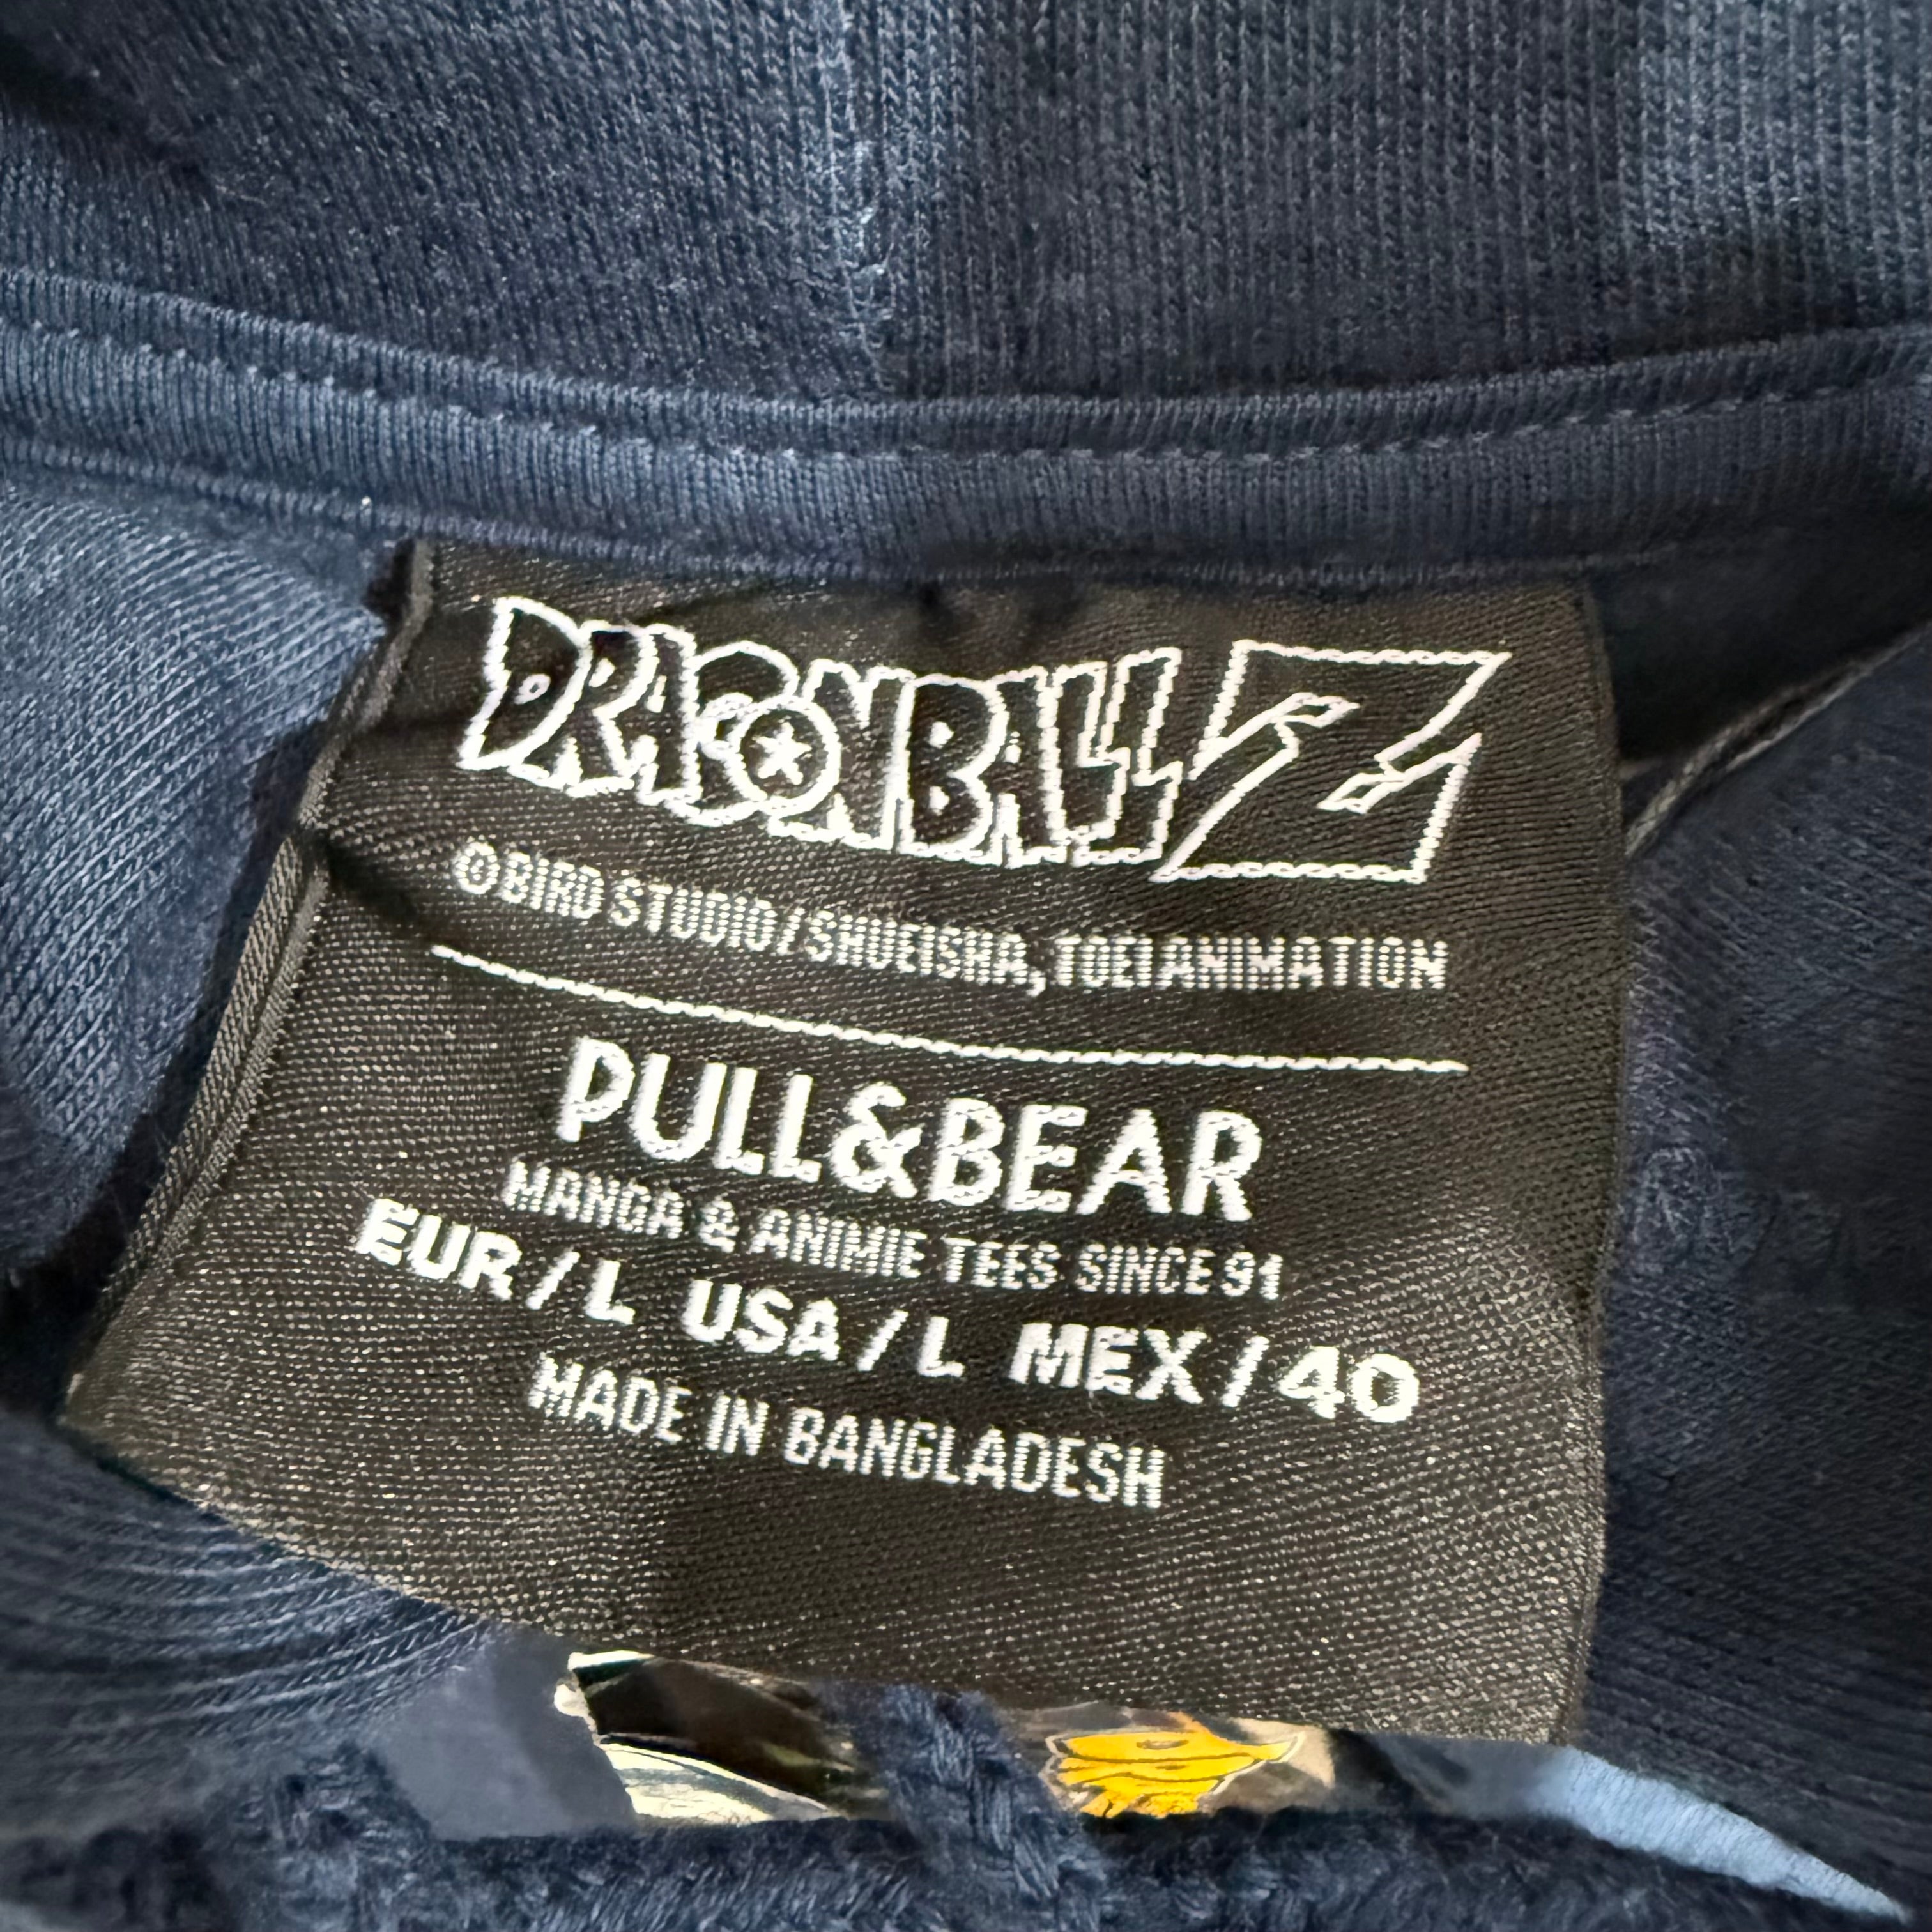 DRAGONBALL Z
©BIRD STUDIO/SHUEISHA, TOEI ANIMATION
PULL&BEAR
MANGA & ANIMIE TEES SINCE 91
EUR/L USA/L MEX/40
MADE IN BANGLADESH